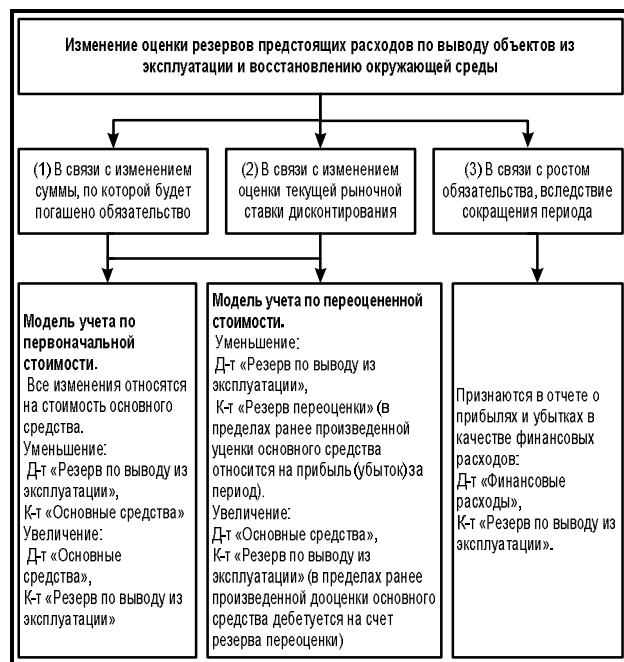 Изменение оценки резервов предстоящих расходов по выводу объектов из
эксплуатации и восстановлению окружающей среды
(1) В связи с изменением
суммы, по которой будет
погашено обязательство
(2) В связи с изменением
оценки текущей рыночной
ставки дисконтирования
(3) В связи с ростом
обязательства, вследствие
сокращения периода
Модель учета по
первоначальной
стоимости.
Все изменения относятся
на стоимость основного
средства.
Уменьшение:
Д-т «Резерв по выводу из
эксплуатации»,
К-т «Основные средства»
Увеличение:
Д-т «Основные
средства»,
К-т «Резерв по выводу из
эксплуатации»
Модель учета по переоцененной
стоимости.
Уменьшение:
Д-т «Резерв по выводу из
эксплуатации»,
К-т «Резерв переоценки» (в
пределах ранее произведенной
уценки основного средства
относится на прибыль (убыток) за
период).
Увеличение:
Д-т «Основные средства»,
К-т «Резерв по выводу из
эксплуатации» (в пределах ранее
произведенной дооценки основного
средства дебетуется на счет
резерва переоценки)
Признаются в отчете о
прибылях и убытках в
качестве финансовых
расходов:
Д-т «Финансовые
расходы»,
К-т «Резерв по выводу из
эксплуатации».